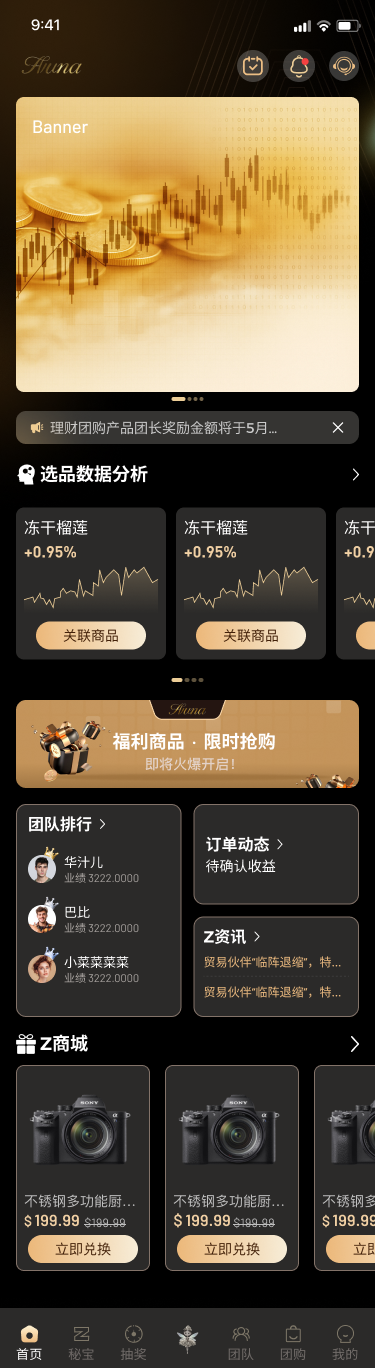 9:41
Auna
Banner
理财团购产品团长奖励金额将于5月...
选品数据分析
冻干榴莲
冻干榴莲
冻干
+0.95%
+0.95%
+0.9
关联商品
关联商品
Auna
福利商品 · 限时抢购
即将火爆开启！
团队排行
华汁儿
业绩 3222.0000
巴比
业绩 3222.0000
小菜菜菜菜
业绩 3222.0000
订单动态
待确认收益
Z资讯
贸易伙伴“临阵退缩”，特...
贸易伙伴“临阵退缩”，特...
Z商城
SONY
SONY
不锈钢多功能厨...
不锈钢多功能厨...
不锈钢多
$ 199.99 $199.99
$ 199.99 $199.99
$ 199.99
立即兑换
立即兑换
立即
首页
秘宝
抽奖
团队
团购
我的